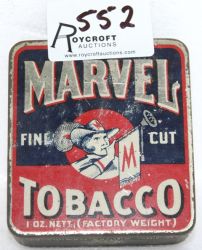 552
ROYCROFT
AUCTIONS
www.roycroftauctions.com
MARVEL
FINE CUT
M
TOBACCO
1 OZ. NETT, (FACTORY WEIGHT)